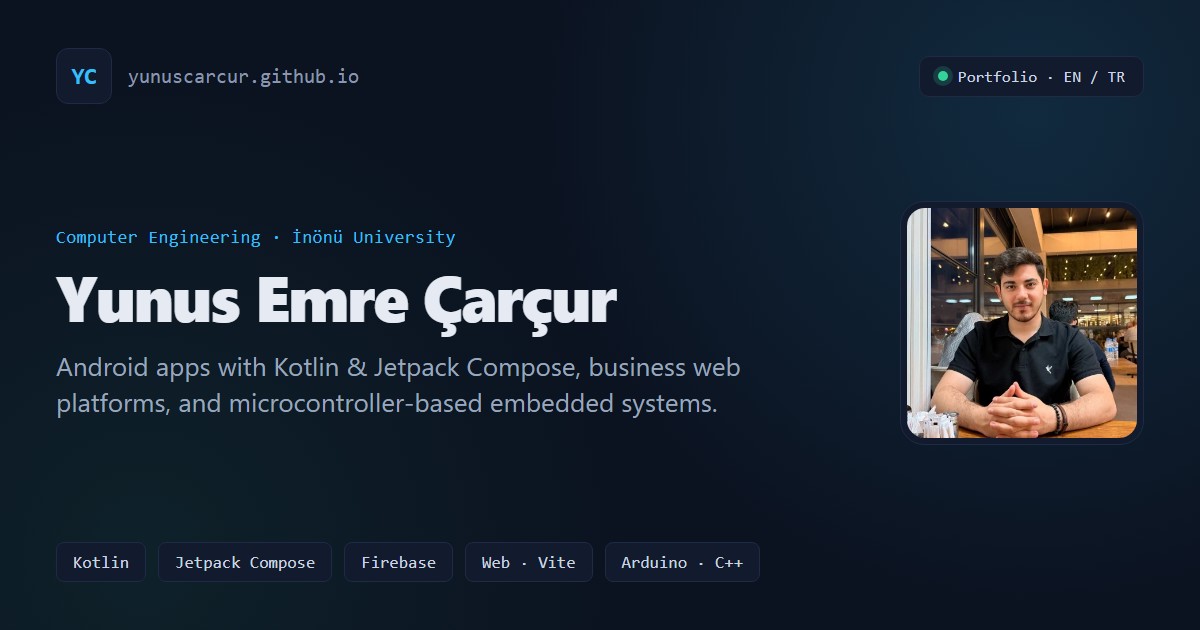 YC
yunuscarcur.github.io
Portfolio · EN / TR
Computer Engineering · İnönü University
Yunus Emre Çarçur
Android apps with Kotlin & Jetpack Compose, business web
platforms, and microcontroller-based embedded systems.
Kotlin
Jetpack Compose
Firebase
Web · Vite
Arduino · C++